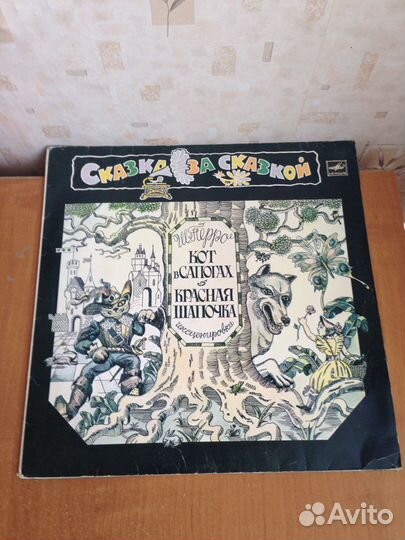 Сказка за сказкой
Ш. Перро
КОТ
в САПОГАХ
КРАСНАЯ
ШАПОЧКА
инсценировки
Avito